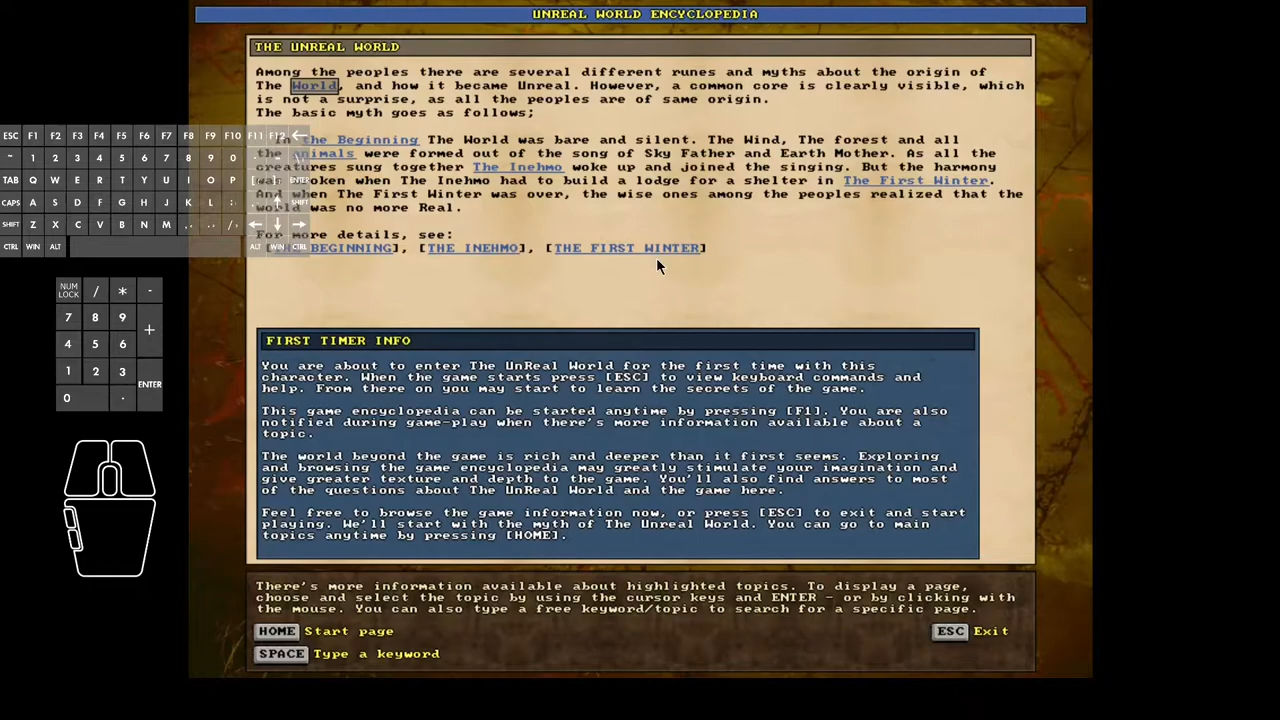 UNREAL WORLD ENCYCLOPEDIA
THE UNREAL WORLD
Among the peoples there are several different runes and myths about the origin of
The World, and how it became Unreal. However, a common core is clearly visible, which
is not a surprise, as all the peoples are of same origin.
The basic myth goes as follows;
In the Beginning The World was bare and silent. The Wind, The forest and all
the animals were formed out of the song of Sky Father and Earth Mother. As all the
creatures sung together The Inehmo woke up and joined the singing. But the harmony
was broken when The Inehmo had to build a lodge for a shelter in The First Winter.
And when The First Winter was over, the wise ones among the peoples realized that the
world was no more Real.
For more details, see:
BEGINNING], [THE INEHMO], [THE FIRST WINTER]
ESC F1 F2 F3 F4 F5 F6 F7 F8 F9 F10 F11 F12 ←
~ 1 2 3 4 5 6 7 8 9 0
TAB Q W E R T Y U I O P [ ] ENTER
CAPS A S D F G H J K L ; ↑ SHIFT
SHIFT Z X C V B N M , . / ← ↓ →
CTRL WIN ALT ALT WIN CTRL
NUM LOCK / * -
7 8 9 +
4 5 6
1 2 3 ENTER
0 .
FIRST TIMER INFO
You are about to enter The UnReal World for the first time with this
character. When the game starts press [ESC] to view keyboard commands and
help. From there on you may start to learn the secrets of the game.
This game encyclopedia can be started anytime by pressing [F1]. You are also
notified during game-play when there's more information available about a
topic.
The world beyond the game is rich and deeper than it first seems. Exploring
and browsing the game encyclopedia may greatly stimulate your imagination and
give greater texture and depth to the game. You'll also find answers to most
of the questions about The UnReal World and the game here.
Feel free to browse the game information now, or press [ESC] to exit and start
playing. We'll start with the myth of The Unreal World. You can go to main
topics anytime by pressing [HOME].
There's more information available about highlighted topics. To display a page,
choose and select the topic by using the cursor keys and ENTER - or by clicking with
the mouse. You can also type a free keyword/topic to search for a specific page.
HOME Start page
ESC Exit
SPACE Type a keyword